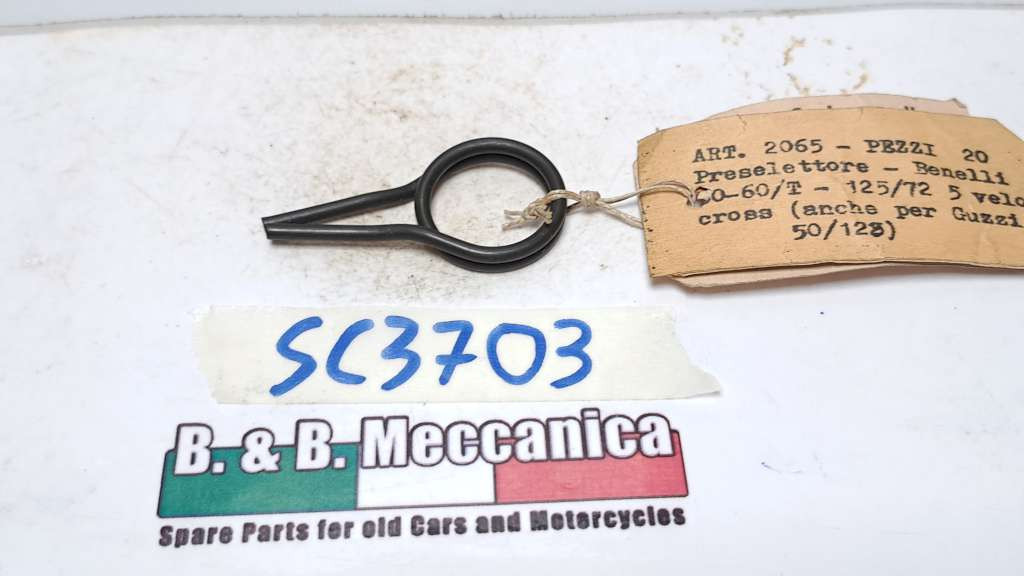 ART. 2065 - PEZZI 20
Preselettore - Benelli
60-60/T - 125/72 5 velo
cross (anche per Guzzi
50/128)
SC3703
B. & B. Meccanica
Spare Parts for old Cars and Motorcycles